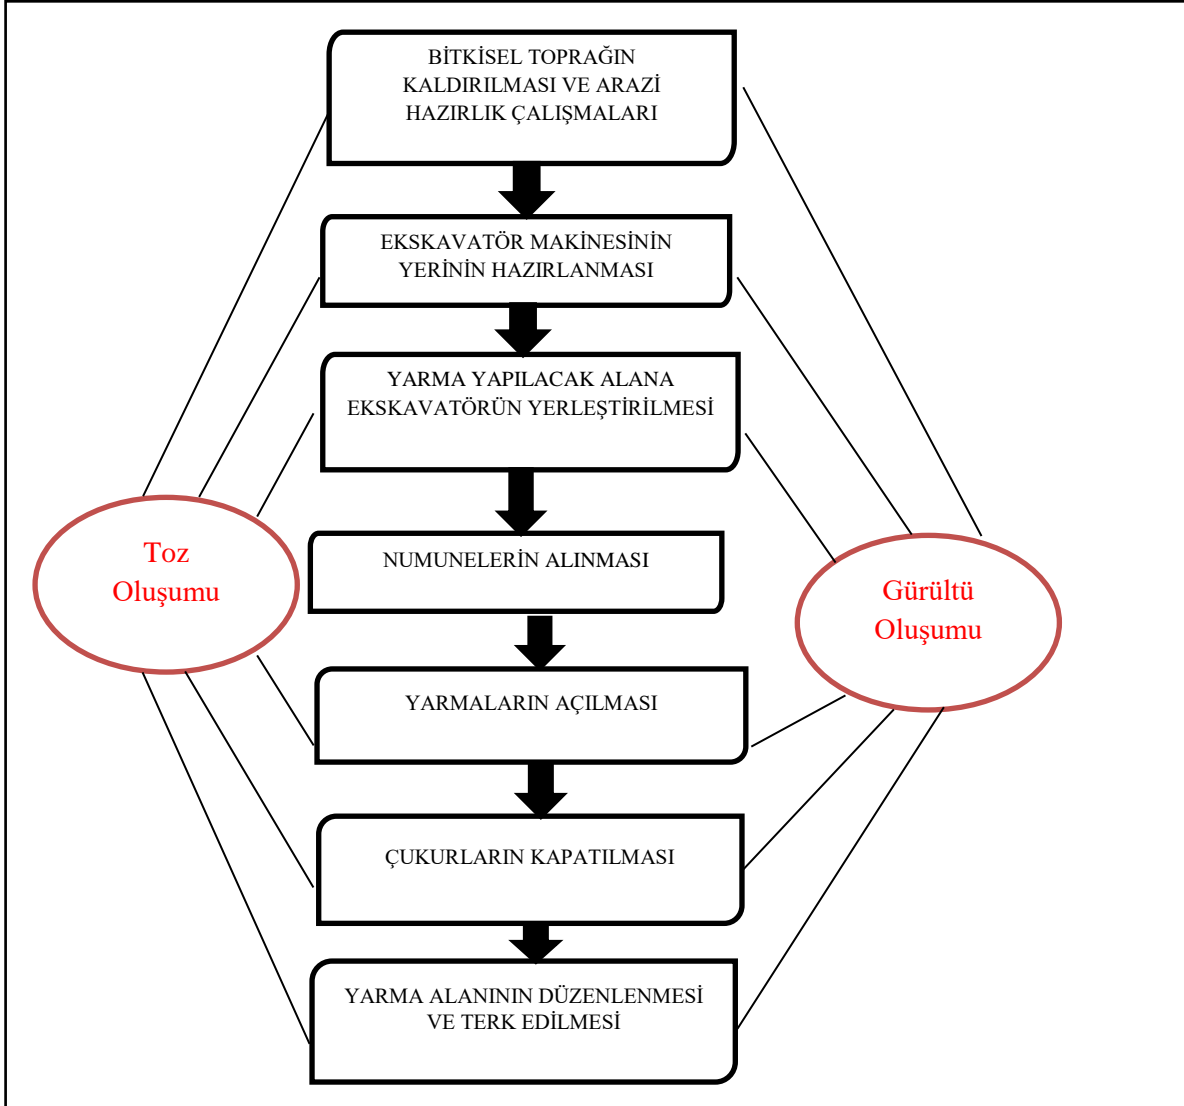 BİTKİSEL TOPRAĞIN
KALDIRILMASI VE ARAZİ
HAZIRLIK ÇALIŞMALARI
EKSKAVATÖR MAKİNESİNİN
YERİNİN HAZIRLANMASI
YARMA YAPILACAK ALANA
EKSKAVATÖRÜN YERLEŞTİRİLMESİ
Toz
Oluşumu
NUMUNELERİN ALINMASI
Gürültü
Oluşumu
YARMALARIN AÇILMASI
ÇUKURLARIN KAPATILMASI
YARMA ALANININ DÜZENLENMESİ
VE TERK EDİLMESİ